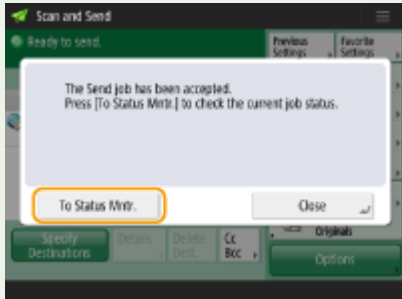 Scan and Send
Ready to send.
Previous Settings
Favorite Settings
The Send job has been accepted.
Press [To Status Mntr.] to check the current job status.
To Status Mntr.
Close
Specify Destinations
Details
Delete Dest.
Cc Bcc
Originals
Options